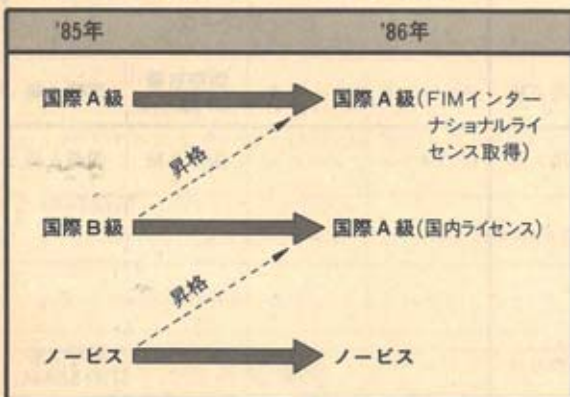 '85年 '86年
国際A級 国際A級(FIMインター
ナショナルライ
センス取得)
昇格
国際B級 国際A級(国内ライセンス)
昇格
ノービス ノービス